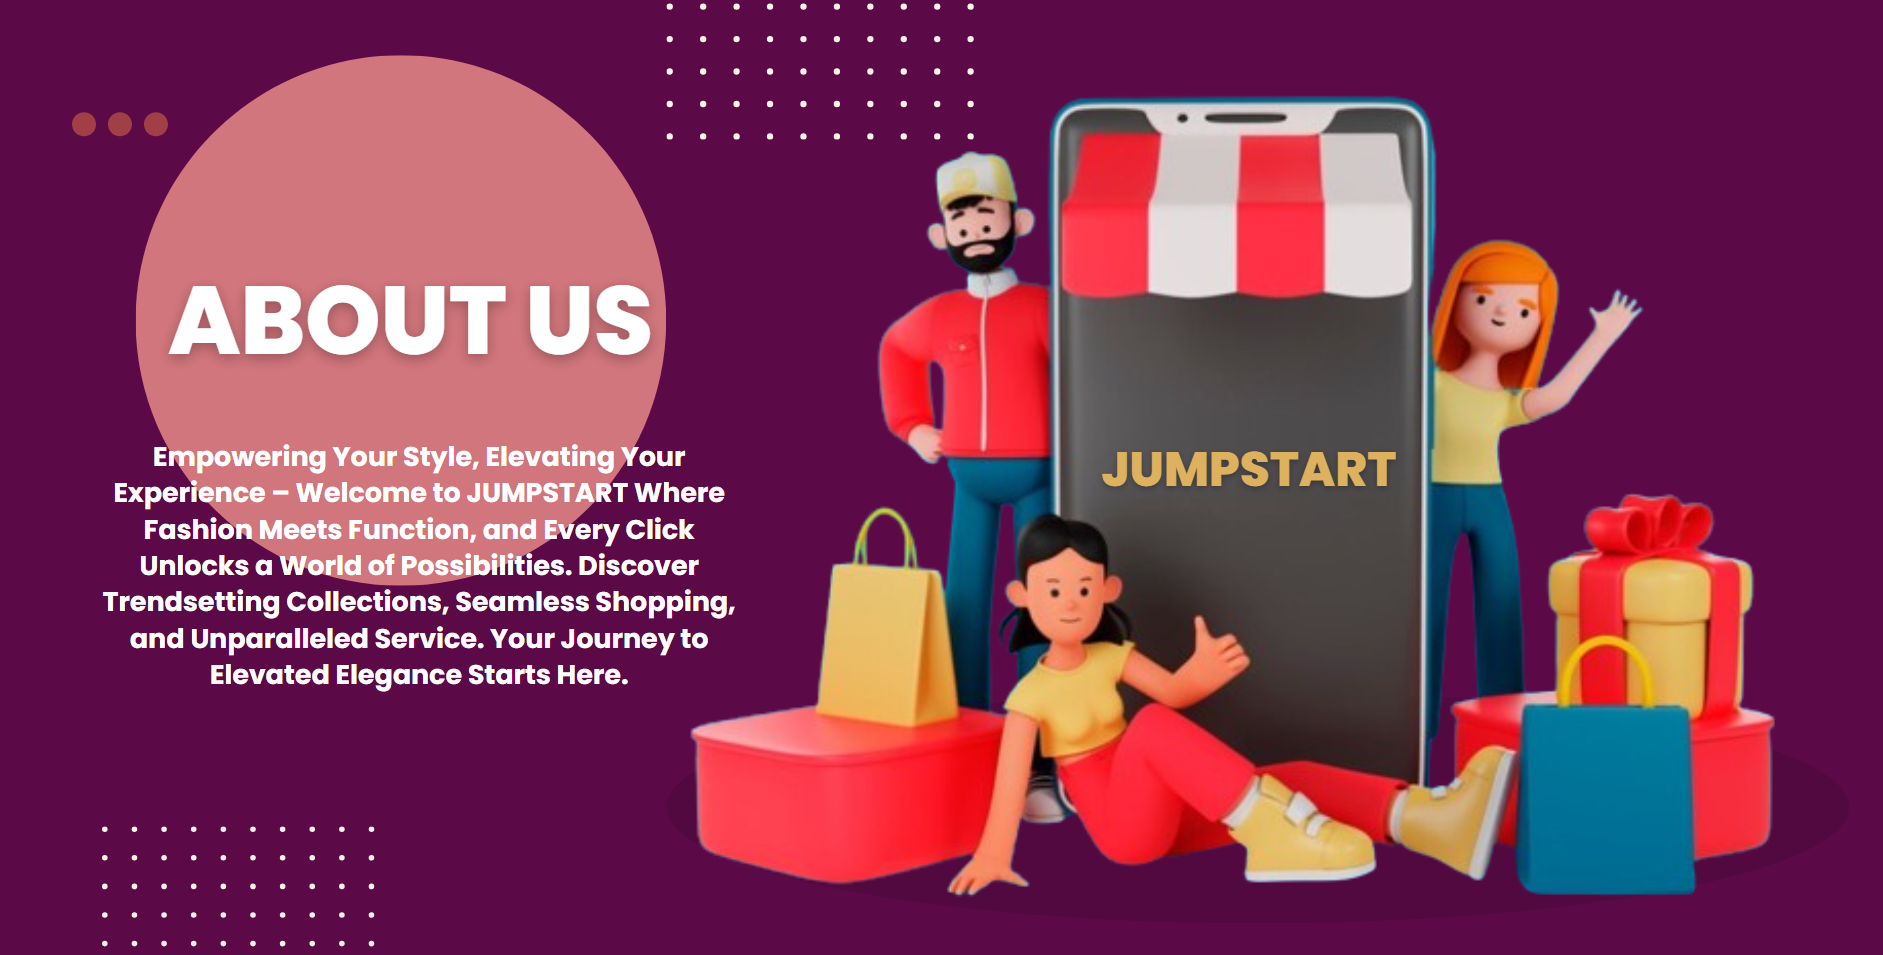 ABOUT US
Empowering Your Style, Elevating Your
Experience – Welcome to JUMPSTART Where
Fashion Meets Function, and Every Click
Unlocks a World of Possibilities. Discover
Trendsetting Collections, Seamless Shopping,
and Unparalleled Service. Your Journey to
Elevated Elegance Starts Here.
JUMPSTART